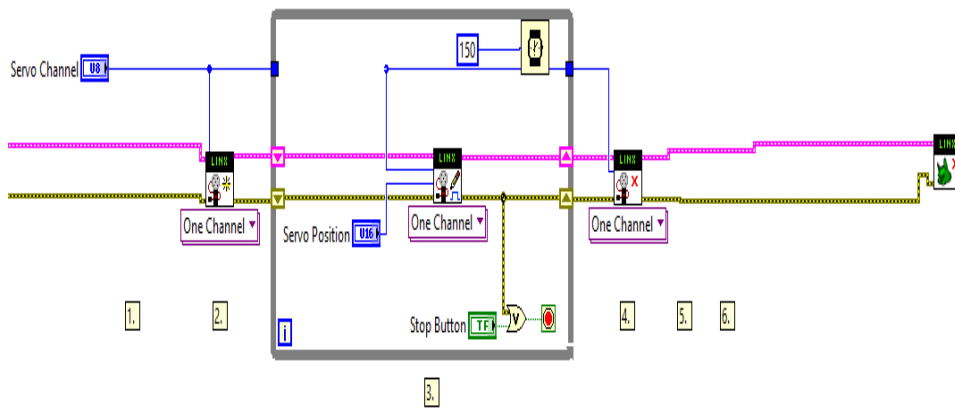 150
Servo Channel U8
LINX
LINX
LINX
LINX
One Channel
One Channel
One Channel
Servo Position U16
1.
2.
Stop Button TF
V
4.
5.
6.
i
3.